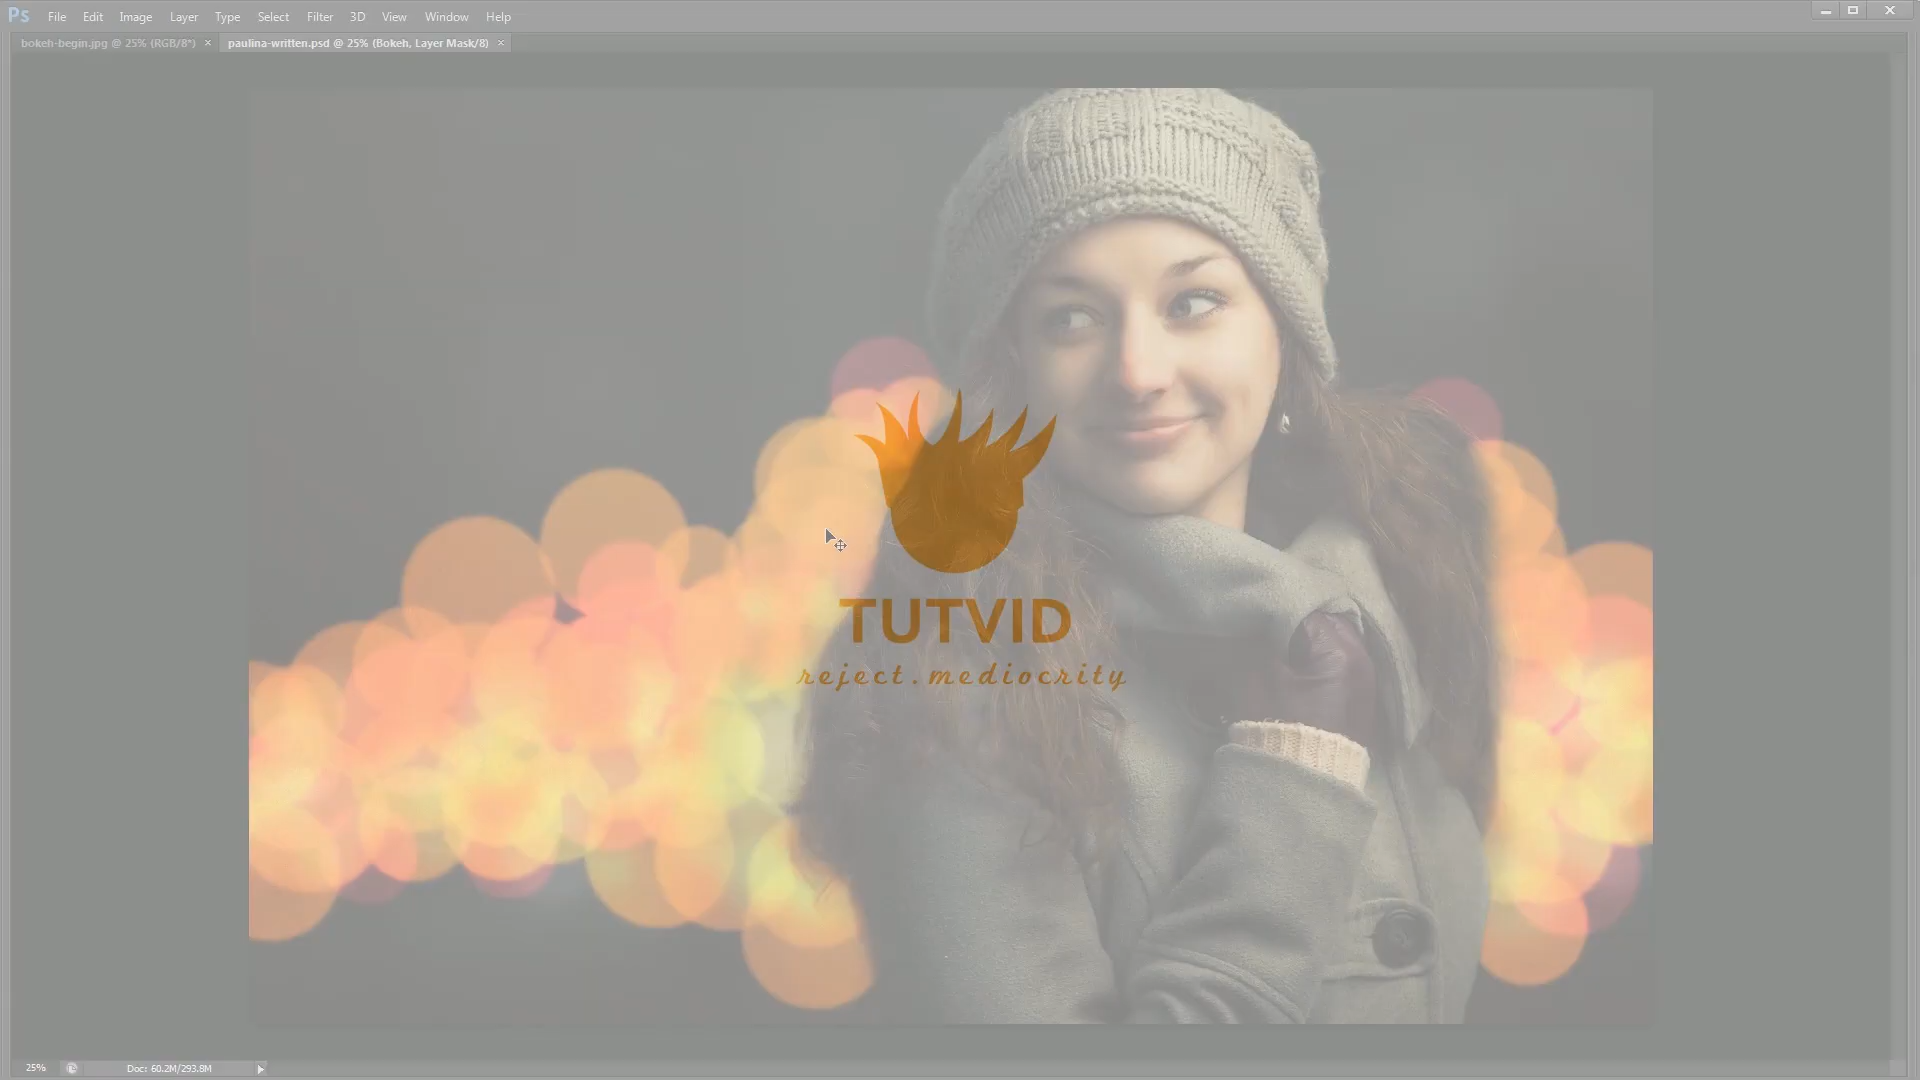 Ps File Edit Image Layer Type Select Filter 3D View Window Help
bokeh-begin.jpg @ 25% (RGB/8*) × paulina-written.psd @ 25% (Bokeh, Layer Mask/8) ×
TUTVID
reject.mediocrity
25% Doc: 60.2M/293.8M